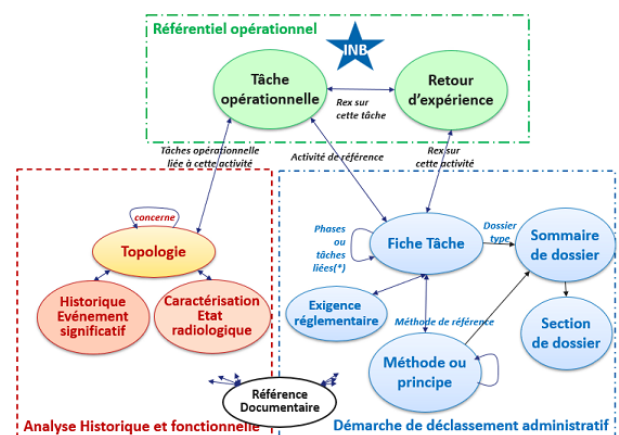 Référentiel opérationnel
INB
Tâche
opérationnelle
Retour
d'expérience
Rex sur
cette tâche
Tâches opérationnelle
liée à cette activité
Activité de référence
Rex sur
cette activité
concerne
Topologie
Historique
Evénement
significatif
Caractérisation
Etat
radiologique
Analyse Historique et fonctionnelle
Phases
ou
tâches
liées(*)
Fiche Tâche
Dossier
type
Sommaire
de dossier
Exigence
réglementaire
Méthode de référence
Section
de dossier
Méthode ou
principe
Référence
Documentaire
Démarche de déclassement administratif